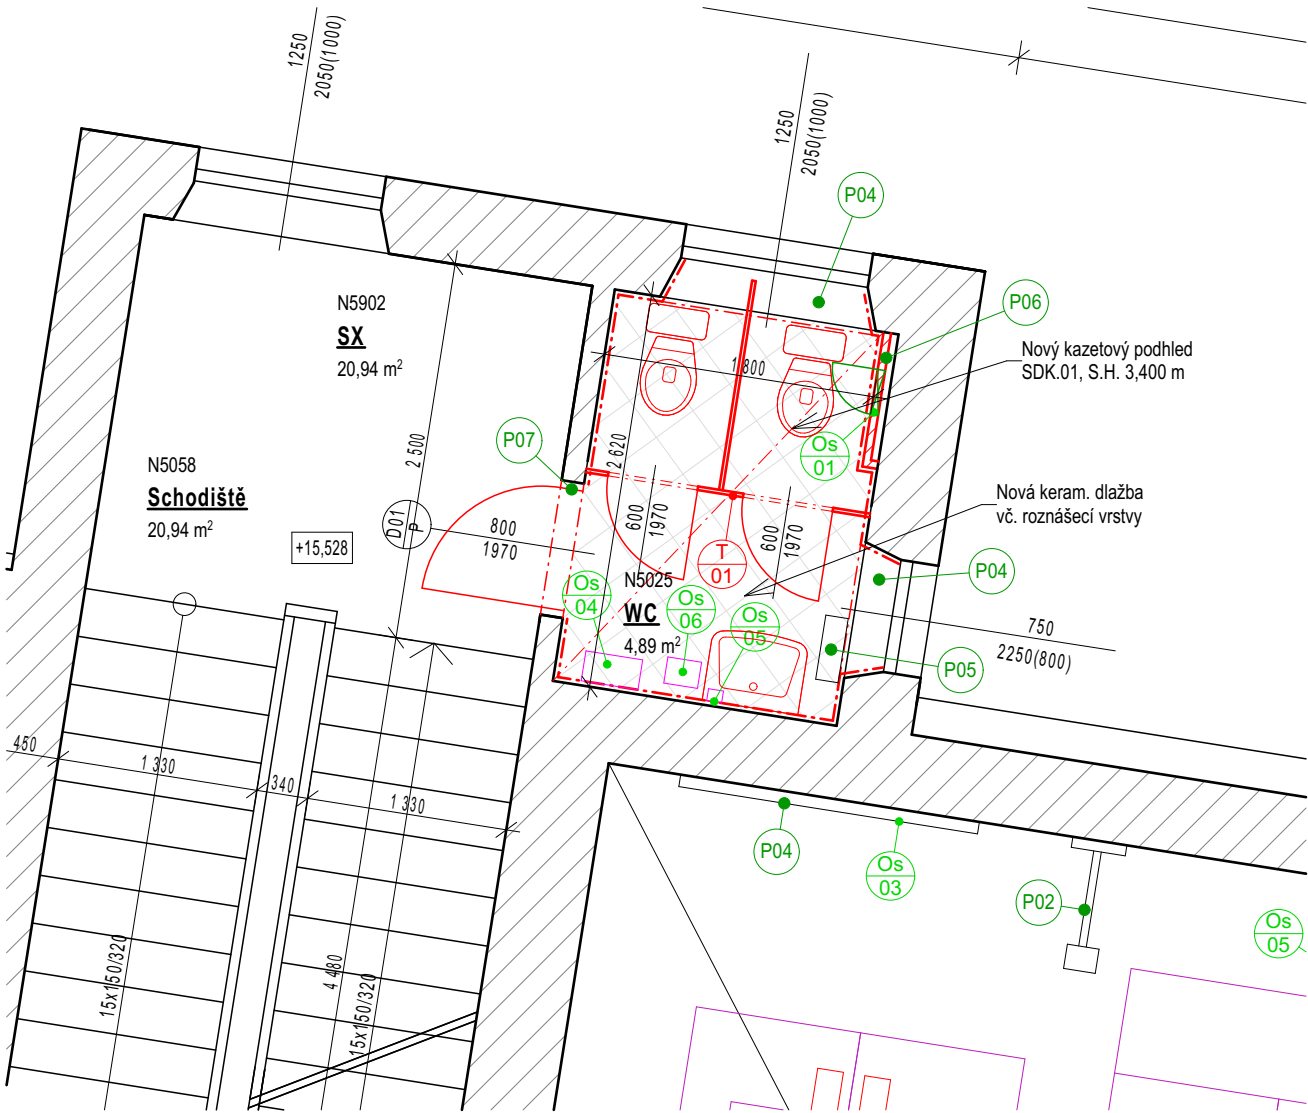 1250
2050(1000)
1250
2050(1000)
P04
P06
N5902
SX
20,94 m²
Nový kazetový podhled
SDK.01, S.H. 3,400 m
1 800
P07
2 500
2 620
Os
01
N5058
Schodiště
20,94 m²
Nová keram. dlažba
vč. roznášecí vrstvy
D01
P
800
1970
600
1970
600
1970
+15,528
T
01
P04
Os
04
N5025
WC
4,89 m²
Os
06
Os
05
750
2250(800)
P05
450
1 330
340
1 330
P04
Os
03
P02
Os
05
15x150/320
4 480
15x150/320